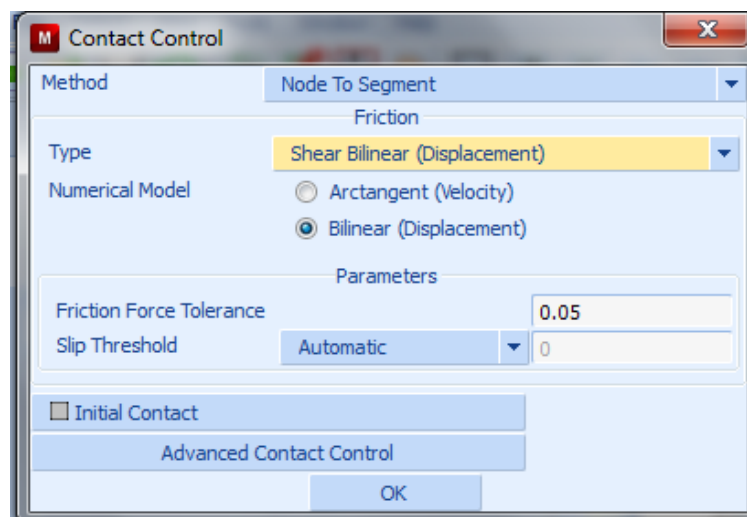 M Contact Control
Method Node To Segment
Friction
Type Shear Bilinear (Displacement)
Numerical Model Arctangent (Velocity)
Bilinear (Displacement)
Parameters
Friction Force Tolerance 0.05
Slip Threshold Automatic 0
Initial Contact
Advanced Contact Control
OK